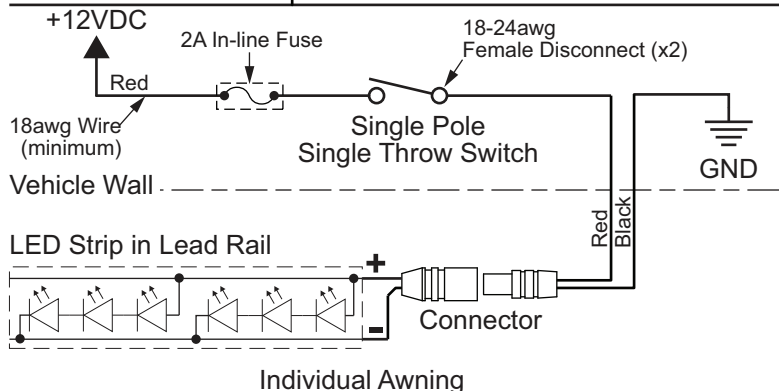 +12VDC
2A In-line Fuse
18-24awg
Female Disconnect (x2)
Red
18awg Wire
(minimum)
Single Pole
Single Throw Switch
GND
Vehicle Wall
Red
Black
LED Strip in Lead Rail
+
-
Connector
Individual Awning